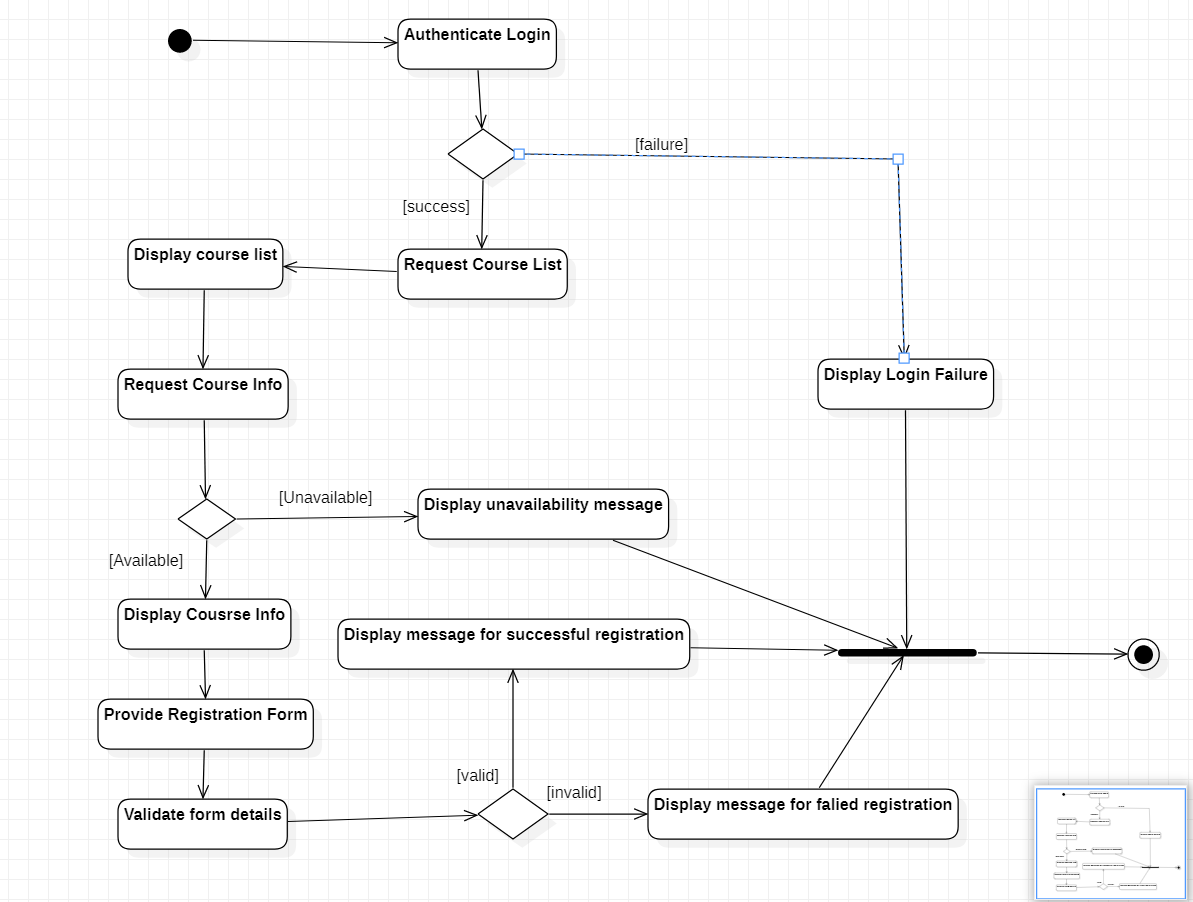 Authenticate Login
[failure]
[success]
Display course list
Request Course List
Request Course Info
Display Login Failure
[Unavailable]
Display unavailability message
[Available]
Display Cousrse Info
Display message for successful registration
Provide Registration Form
[valid]
[invalid]
Validate form details
Display message for falied registration